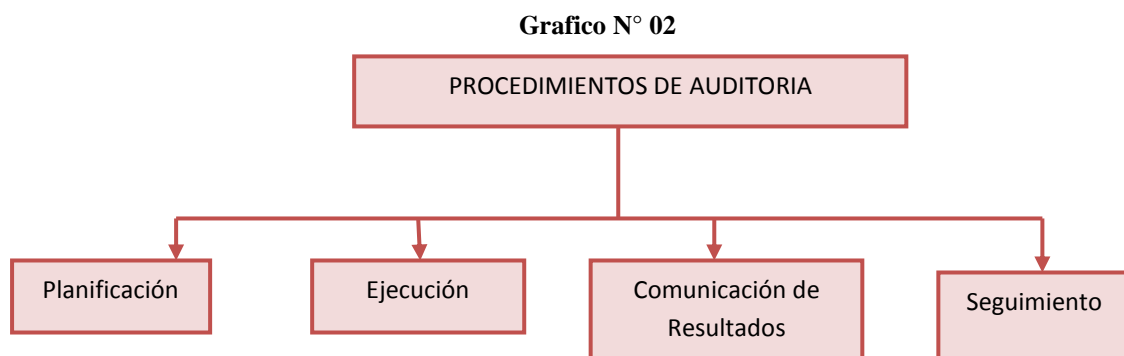 Grafico N° 02
PROCEDIMIENTOS DE AUDITORIA
Planificación
Ejecución
Comunicación de
Resultados
Seguimiento